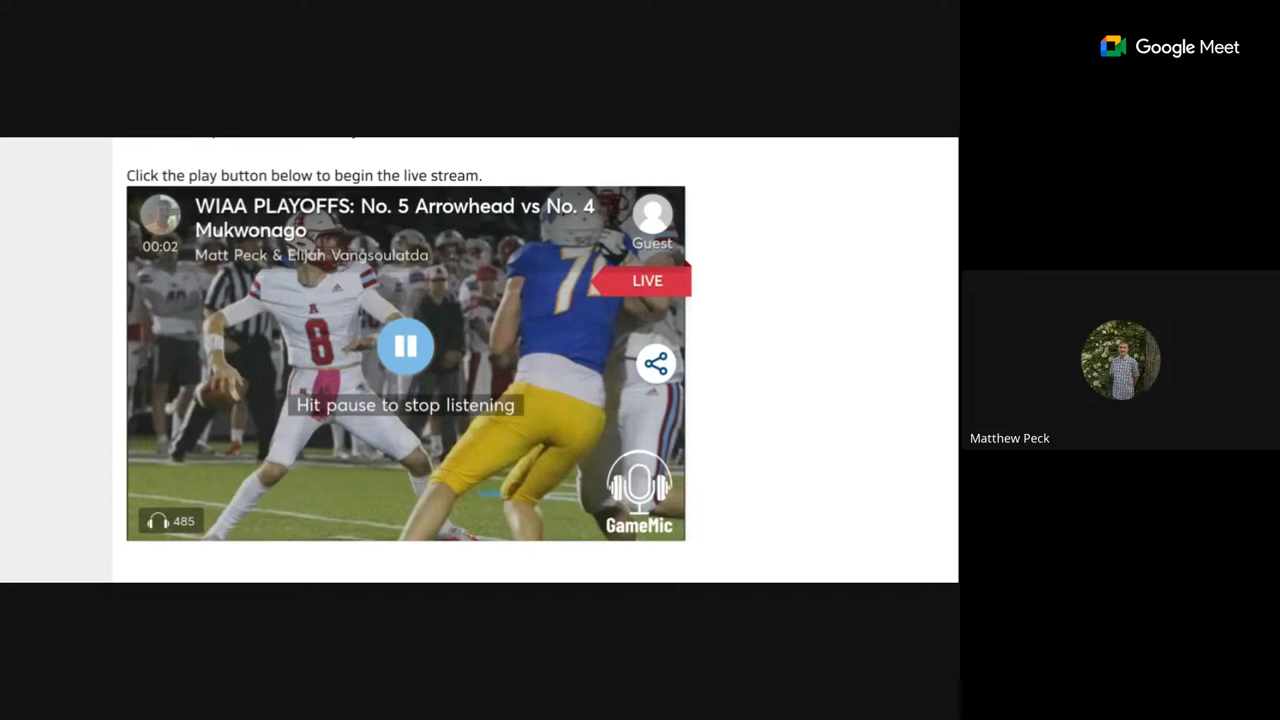 Google Meet
Click the play button below to begin the live stream.
WIAA PLAYOFFS: No. 5 Arrowhead vs No. 4
Mukwonago
00:02
Matt Peck & Elijah Vangsoulatda
Guest
LIVE
A
8
7
Hit pause to stop listening
485
GameMic
Matthew Peck